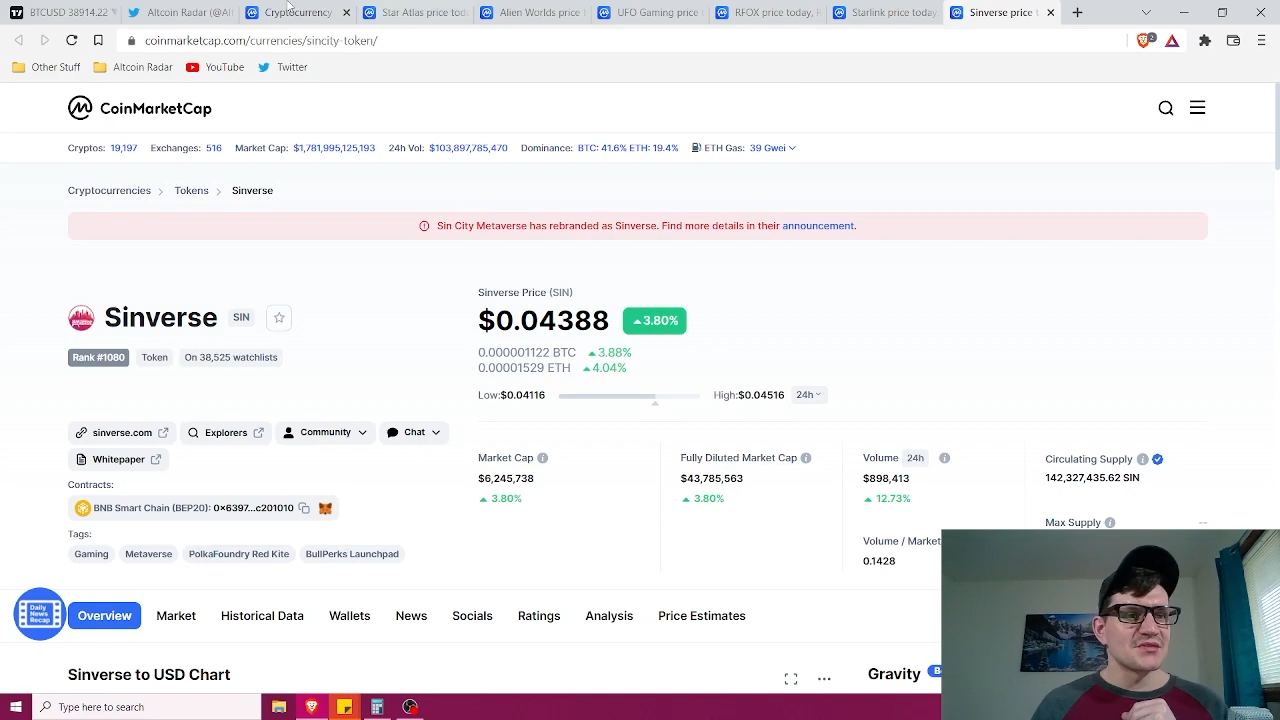 BTCUSD 38914.22
Twitter
Altcoin Radar (@Alt
Cryptocurrency
Star Atlas price toda
Alien Worlds price t
UFO Gaming price t
RFOX price today, R
Starlink price today
Sinverse price t
coinmarketcap.com/currencies/sincity-token/
2
Other Stuff
Altcoin Radar
YouTube
Twitter
CoinMarketCap
Cryptos: 19,197 Exchanges: 516 Market Cap: $1,781,995,125,193 24h Vol: $103,897,785,470 Dominance: BTC: 41.6% ETH: 19.4% ETH Gas: 39 Gwei
Cryptocurrencies > Tokens > Sinverse
Sin City Metaverse has rebranded as Sinverse. Find more details in their announcement.
Sinverse Price (SIN)
Sinverse SIN
$0.04388 3.80%
Rank #1080 Token On 38,525 watchlists
0.000001122 BTC 3.88%
0.00001529 ETH 4.04%
Low:$0.04116 High:$0.04516 24h
sinverse.com Explorers Community Chat
Whitepaper
Contracts:
BNB Smart Chain (BEP20): 0x6397...c201010
Tags:
Gaming Metaverse PolkaFoundry Red Kite BullPerks Launchpad
Market Cap
$6,245,738
3.80%
Fully Diluted Market Cap
$43,785,563
3.80%
Volume 24h
$898,413
12.73%
Volume / Market
0.1428
Circulating Supply
142,327,435.62 SIN
Max Supply --
Daily
News
Recap
Overview Market Historical Data Wallets News Socials Ratings Analysis Price Estimates
Sinverse to USD Chart
Gravity
Type here to search